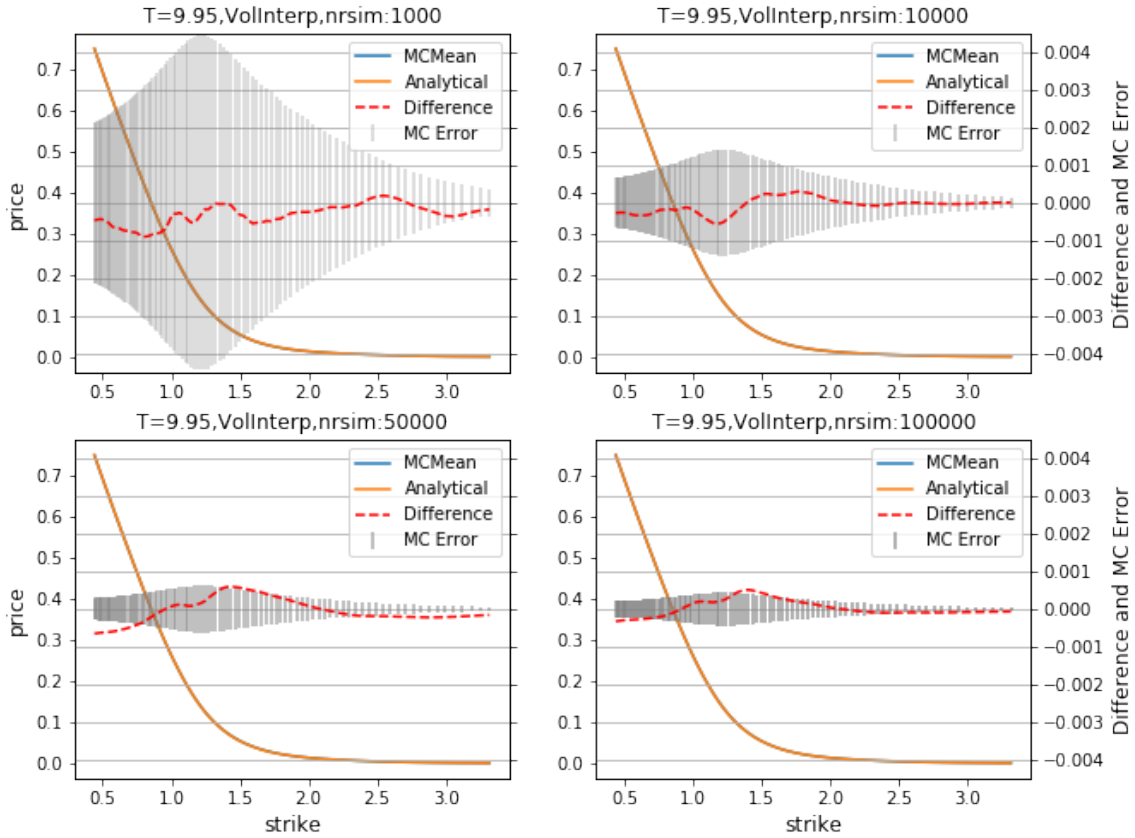 T=9.95,VolInterp,nrsim:1000
T=9.95,VolInterp,nrsim:10000
price
0.7
0.6
0.5
0.4
0.3
0.2
0.1
0.0
MCMean
Analytical
Difference
MC Error
MCMean
Analytical
Difference
MC Error
0.7
0.6
0.5
0.4
0.3
0.2
0.1
0.0
0.004
0.003
0.002
0.001
0.000
−0.001
−0.002
−0.003
−0.004
Difference and MC Error
0.5 1.0 1.5 2.0 2.5 3.0
0.5 1.0 1.5 2.0 2.5 3.0
T=9.95,VolInterp,nrsim:50000
T=9.95,VolInterp,nrsim:100000
price
0.7
0.6
0.5
0.4
0.3
0.2
0.1
0.0
MCMean
Analytical
Difference
MC Error
MCMean
Analytical
Difference
MC Error
0.7
0.6
0.5
0.4
0.3
0.2
0.1
0.0
0.004
0.003
0.002
0.001
0.000
−0.001
−0.002
−0.003
−0.004
Difference and MC Error
0.5 1.0 1.5 2.0 2.5 3.0
strike
0.5 1.0 1.5 2.0 2.5 3.0
strike